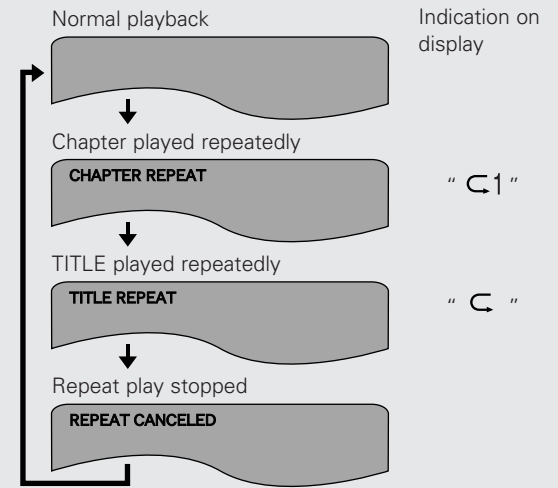 Normal playback
Indication on
display
Chapter played repeatedly
CHAPTER REPEAT
“ ⊂1 ”
TITLE played repeatedly
TITLE REPEAT
“ ⊂ ”
Repeat play stopped
REPEAT CANCELED